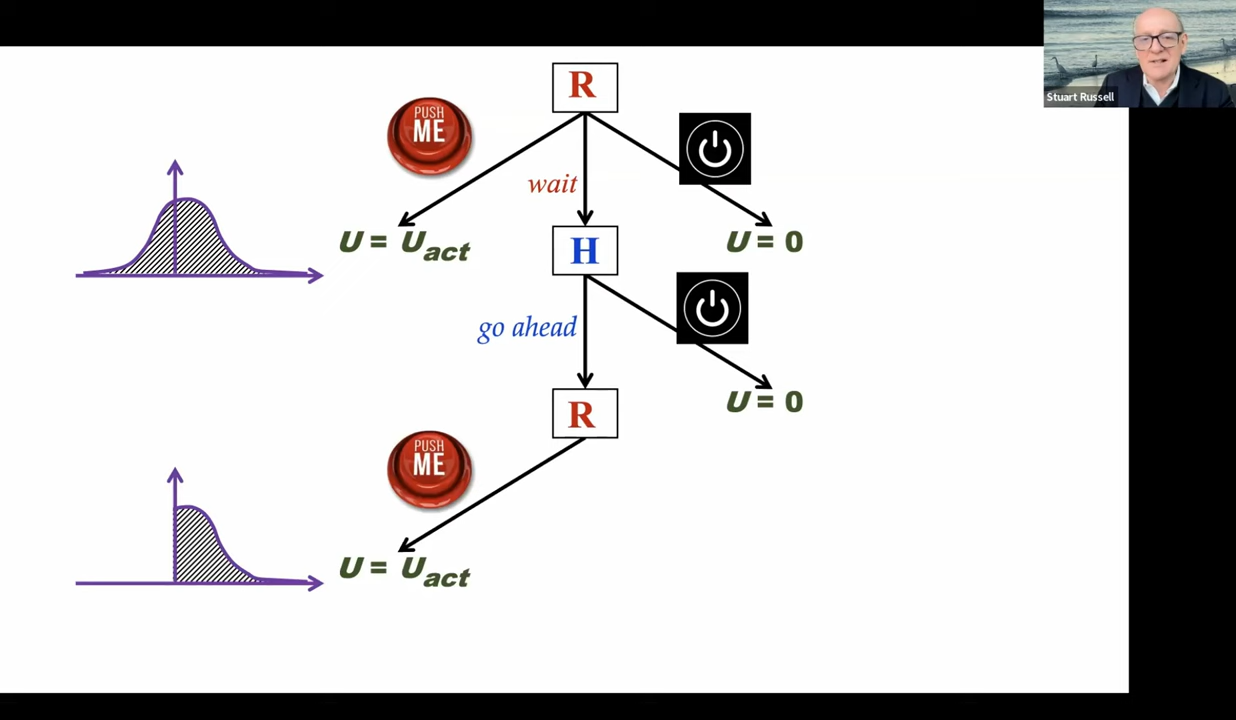 Stuart Russell
R
PUSH
ME
wait
U = Uact
H
U = 0
go ahead
U = 0
R
PUSH
ME
U = Uact